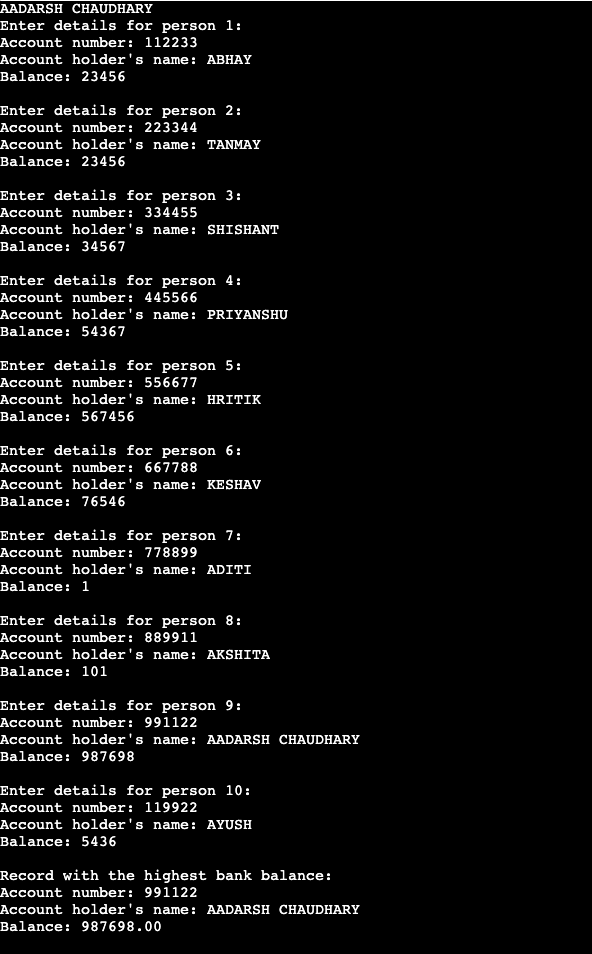 AADARSH CHAUDHARY
Enter details for person 1:
Account number: 112233
Account holder's name: ABHAY
Balance: 23456
Enter details for person 2:
Account number: 223344
Account holder's name: TANMAY
Balance: 23456
Enter details for person 3:
Account number: 334455
Account holder's name: SHISHANT
Balance: 34567
Enter details for person 4:
Account number: 445566
Account holder's name: PRIYANSHU
Balance: 54367
Enter details for person 5:
Account number: 556677
Account holder's name: HRITIK
Balance: 567456
Enter details for person 6:
Account number: 667788
Account holder's name: KESHAV
Balance: 76546
Enter details for person 7:
Account number: 778899
Account holder's name: ADITI
Balance: 1
Enter details for person 8:
Account number: 889911
Account holder's name: AKSHITA
Balance: 101
Enter details for person 9:
Account number: 991122
Account holder's name: AADARSH CHAUDHARY
Balance: 987698
Enter details for person 10:
Account number: 119922
Account holder's name: AYUSH
Balance: 5436
Record with the highest bank balance:
Account number: 991122
Account holder's name: AADARSH CHAUDHARY
Balance: 987698.00